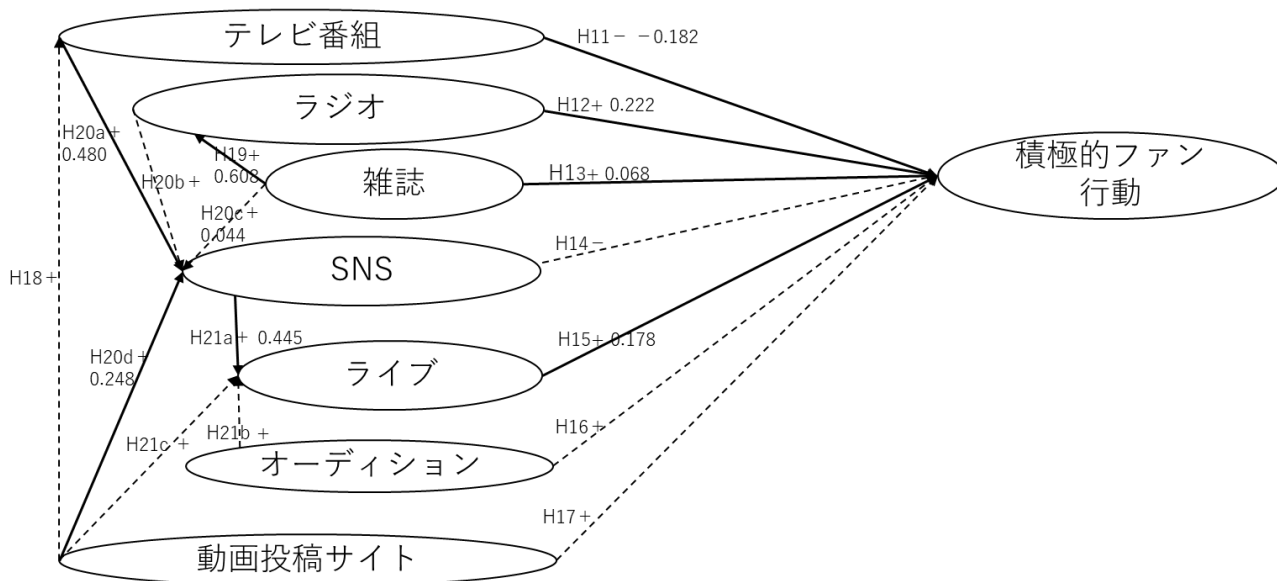 テレビ番組
H11－ －0.182
ラジオ
H12+ 0.222
H20a+
0.480
H19+
0.608
雑誌
H13+ 0.068
積極的ファン
行動
H20b+
H20c+
0.044
SNS
H14－
H18+
H21a+ 0.445
H15+ 0.178
H20d+
0.248
ライブ
H21c +
H21b +
H16+
オーディション
H17+
動画投稿サイト